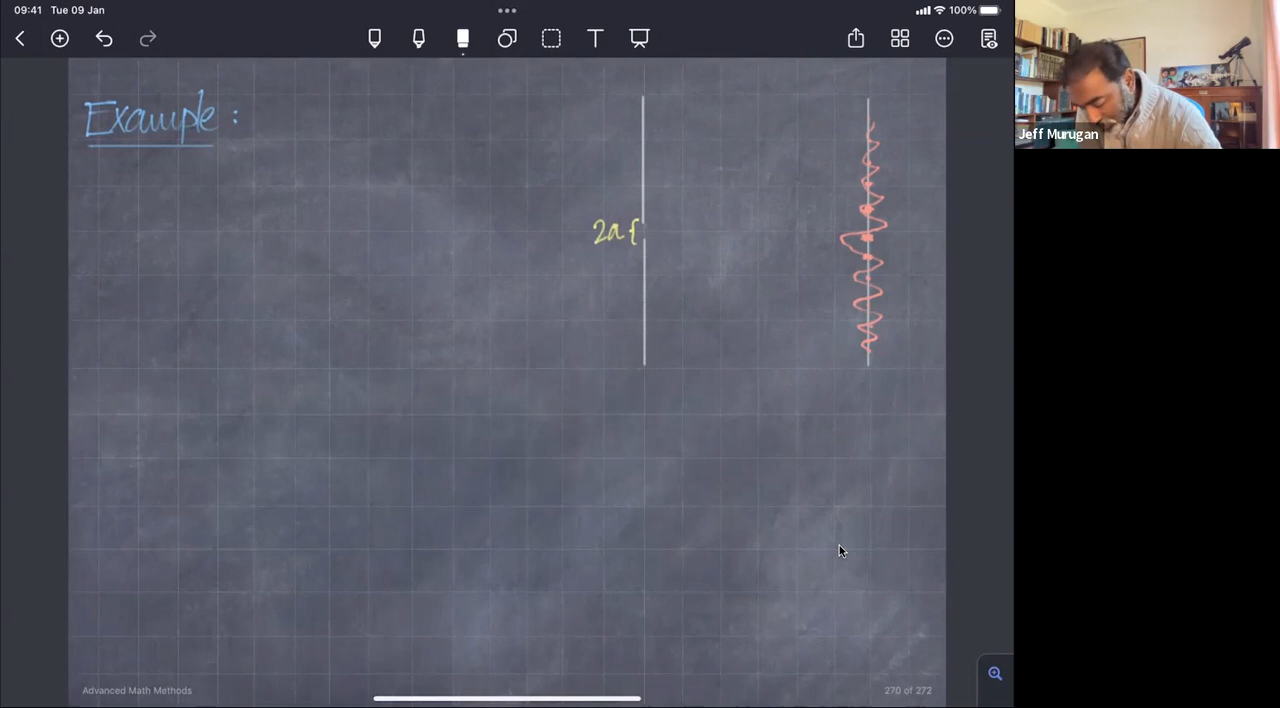 09:41 Tue 09 Jan
100%
T
Jeff Murugan
Example :
2a {
Advanced Math Methods
270 of 272